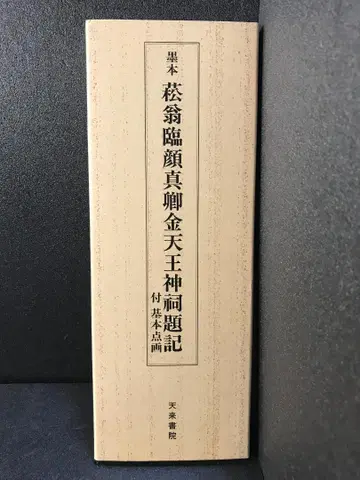 墨本
菘翁臨顔真卿金天王神祠題記
付 基本点画
天来書院